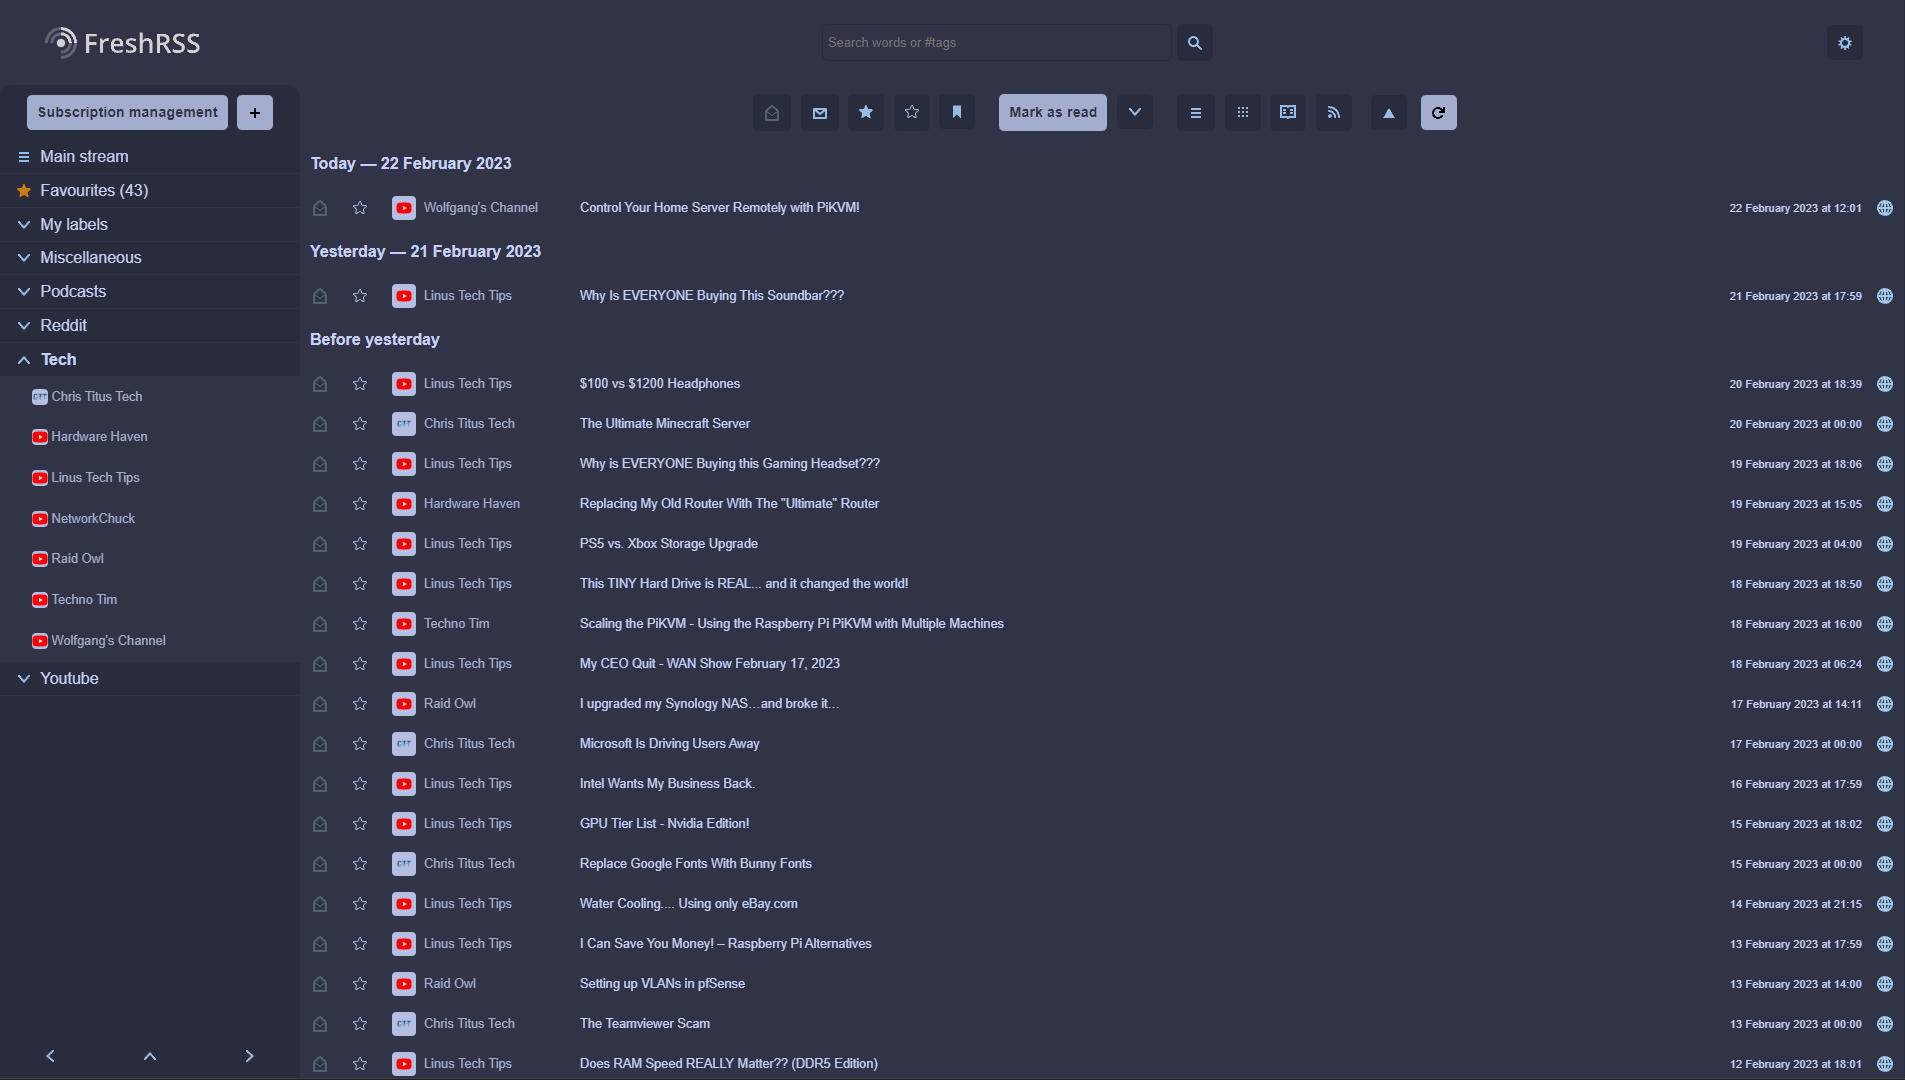 FreshRSS
Search words or #tags
Subscription management
Mark as read
Main stream
Favourites (43)
My labels
Miscellaneous
Podcasts
Reddit
Tech
Chris Titus Tech
Hardware Haven
Linus Tech Tips
NetworkChuck
Raid Owl
Techno Tim
Wolfgang's Channel
Youtube
Today — 22 February 2023
Wolfgang's Channel Control Your Home Server Remotely with PiKVM! 22 February 2023 at 12:01
Yesterday — 21 February 2023
Linus Tech Tips Why Is EVERYONE Buying This Soundbar??? 21 February 2023 at 17:59
Before yesterday
Linus Tech Tips $100 vs $1200 Headphones 20 February 2023 at 18:39
CTT Chris Titus Tech The Ultimate Minecraft Server 20 February 2023 at 00:00
Linus Tech Tips Why is EVERYONE Buying this Gaming Headset??? 19 February 2023 at 18:06
Hardware Haven Replacing My Old Router With The "Ultimate" Router 19 February 2023 at 15:05
Linus Tech Tips PS5 vs. Xbox Storage Upgrade 19 February 2023 at 04:00
Linus Tech Tips This TINY Hard Drive is REAL... and it changed the world! 18 February 2023 at 18:50
Techno Tim Scaling the PiKVM - Using the Raspberry Pi PiKVM with Multiple Machines 18 February 2023 at 16:00
Linus Tech Tips My CEO Quit - WAN Show February 17, 2023 18 February 2023 at 06:24
Raid Owl I upgraded my Synology NAS...and broke it... 17 February 2023 at 14:11
CTT Chris Titus Tech Microsoft Is Driving Users Away 17 February 2023 at 00:00
Linus Tech Tips Intel Wants My Business Back. 16 February 2023 at 17:59
Linus Tech Tips GPU Tier List - Nvidia Edition! 15 February 2023 at 18:02
CTT Chris Titus Tech Replace Google Fonts With Bunny Fonts 15 February 2023 at 00:00
Linus Tech Tips Water Cooling.... Using only eBay.com 14 February 2023 at 21:15
Linus Tech Tips I Can Save You Money! – Raspberry Pi Alternatives 13 February 2023 at 17:59
Raid Owl Setting up VLANs in pfSense 13 February 2023 at 14:00
CTT Chris Titus Tech The Teamviewer Scam 13 February 2023 at 00:00
Linus Tech Tips Does RAM Speed REALLY Matter?? (DDR5 Edition) 12 February 2023 at 18:01